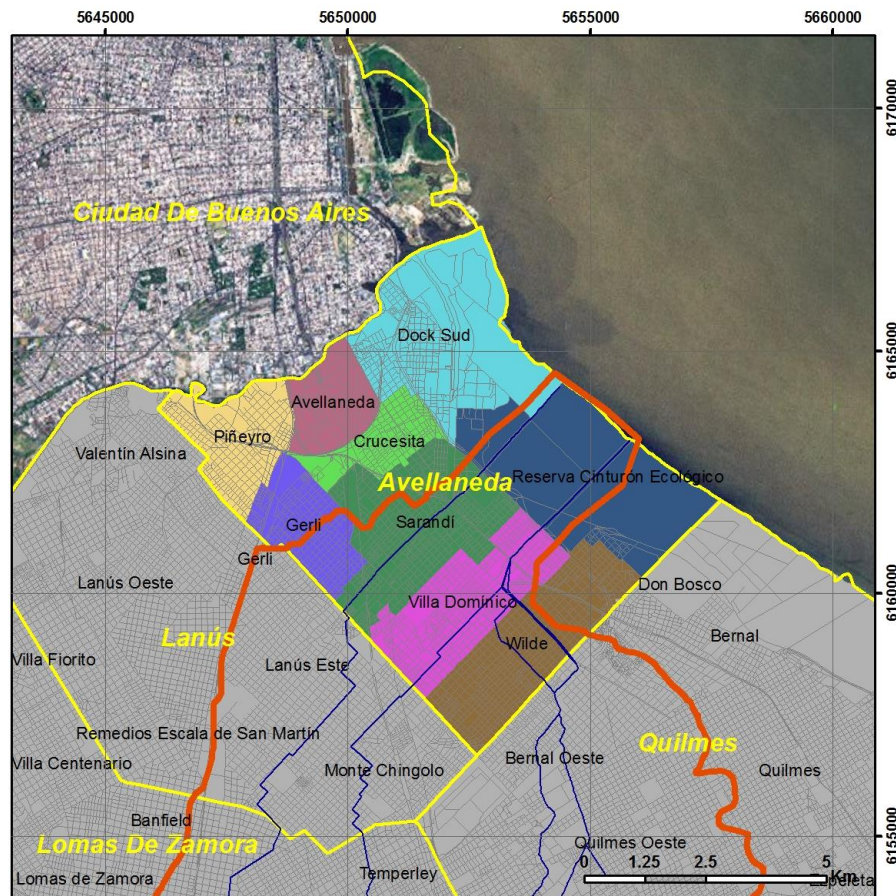 5645000 5650000 5655000 5660000
6170000
Ciudad De Buenos Aires
Dock Sud
6165000
Avellaneda
Piñeyro
Crucesita
Valentín Alsina
Reserva Cinturón Ecológico
Avellaneda
Gerli
Sarandí
Gerli
6160000
Lanús Oeste
Don Bosco
Villa Domínico
Lanús
Bernal
Wilde
Villa Fiorito
Lanús Este
Remedios Escala de San Martín
Quilmes
Villa Centenario
Monte Chingolo
Bernal Oeste
Quilmes
Banfield
6155000
Lomas De Zamora
Quilmes Oeste
0 1.25 2.5 5
Km
Lomas de Zamora
Temperley